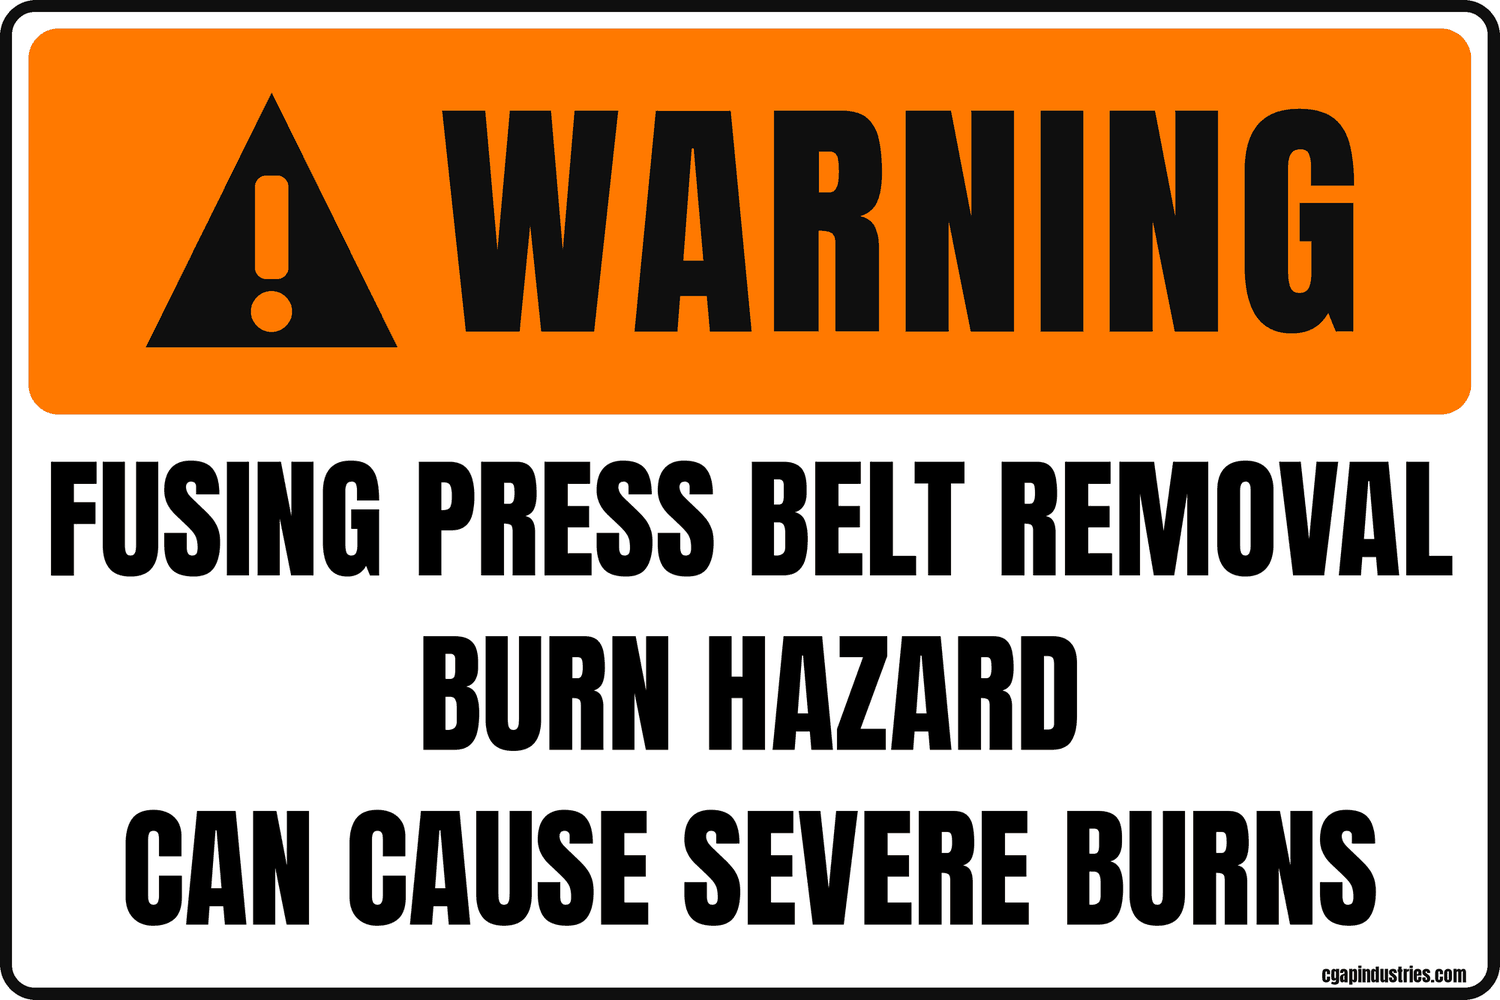 WARNING
FUSING PRESS BELT REMOVAL
BURN HAZARD
CAN CAUSE SEVERE BURNS
cgapindustries.com